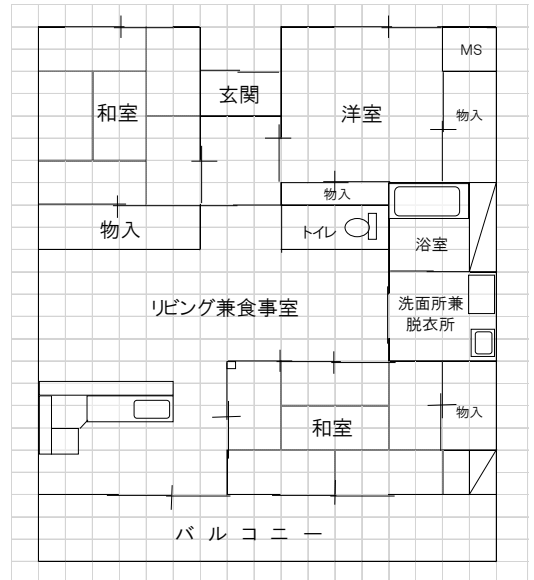 MS
和室
玄関
洋室
物入
物入
物入
トイレ
浴室
リビング兼食事室
洗面所兼
脱衣所
和室
物入
バルコニー